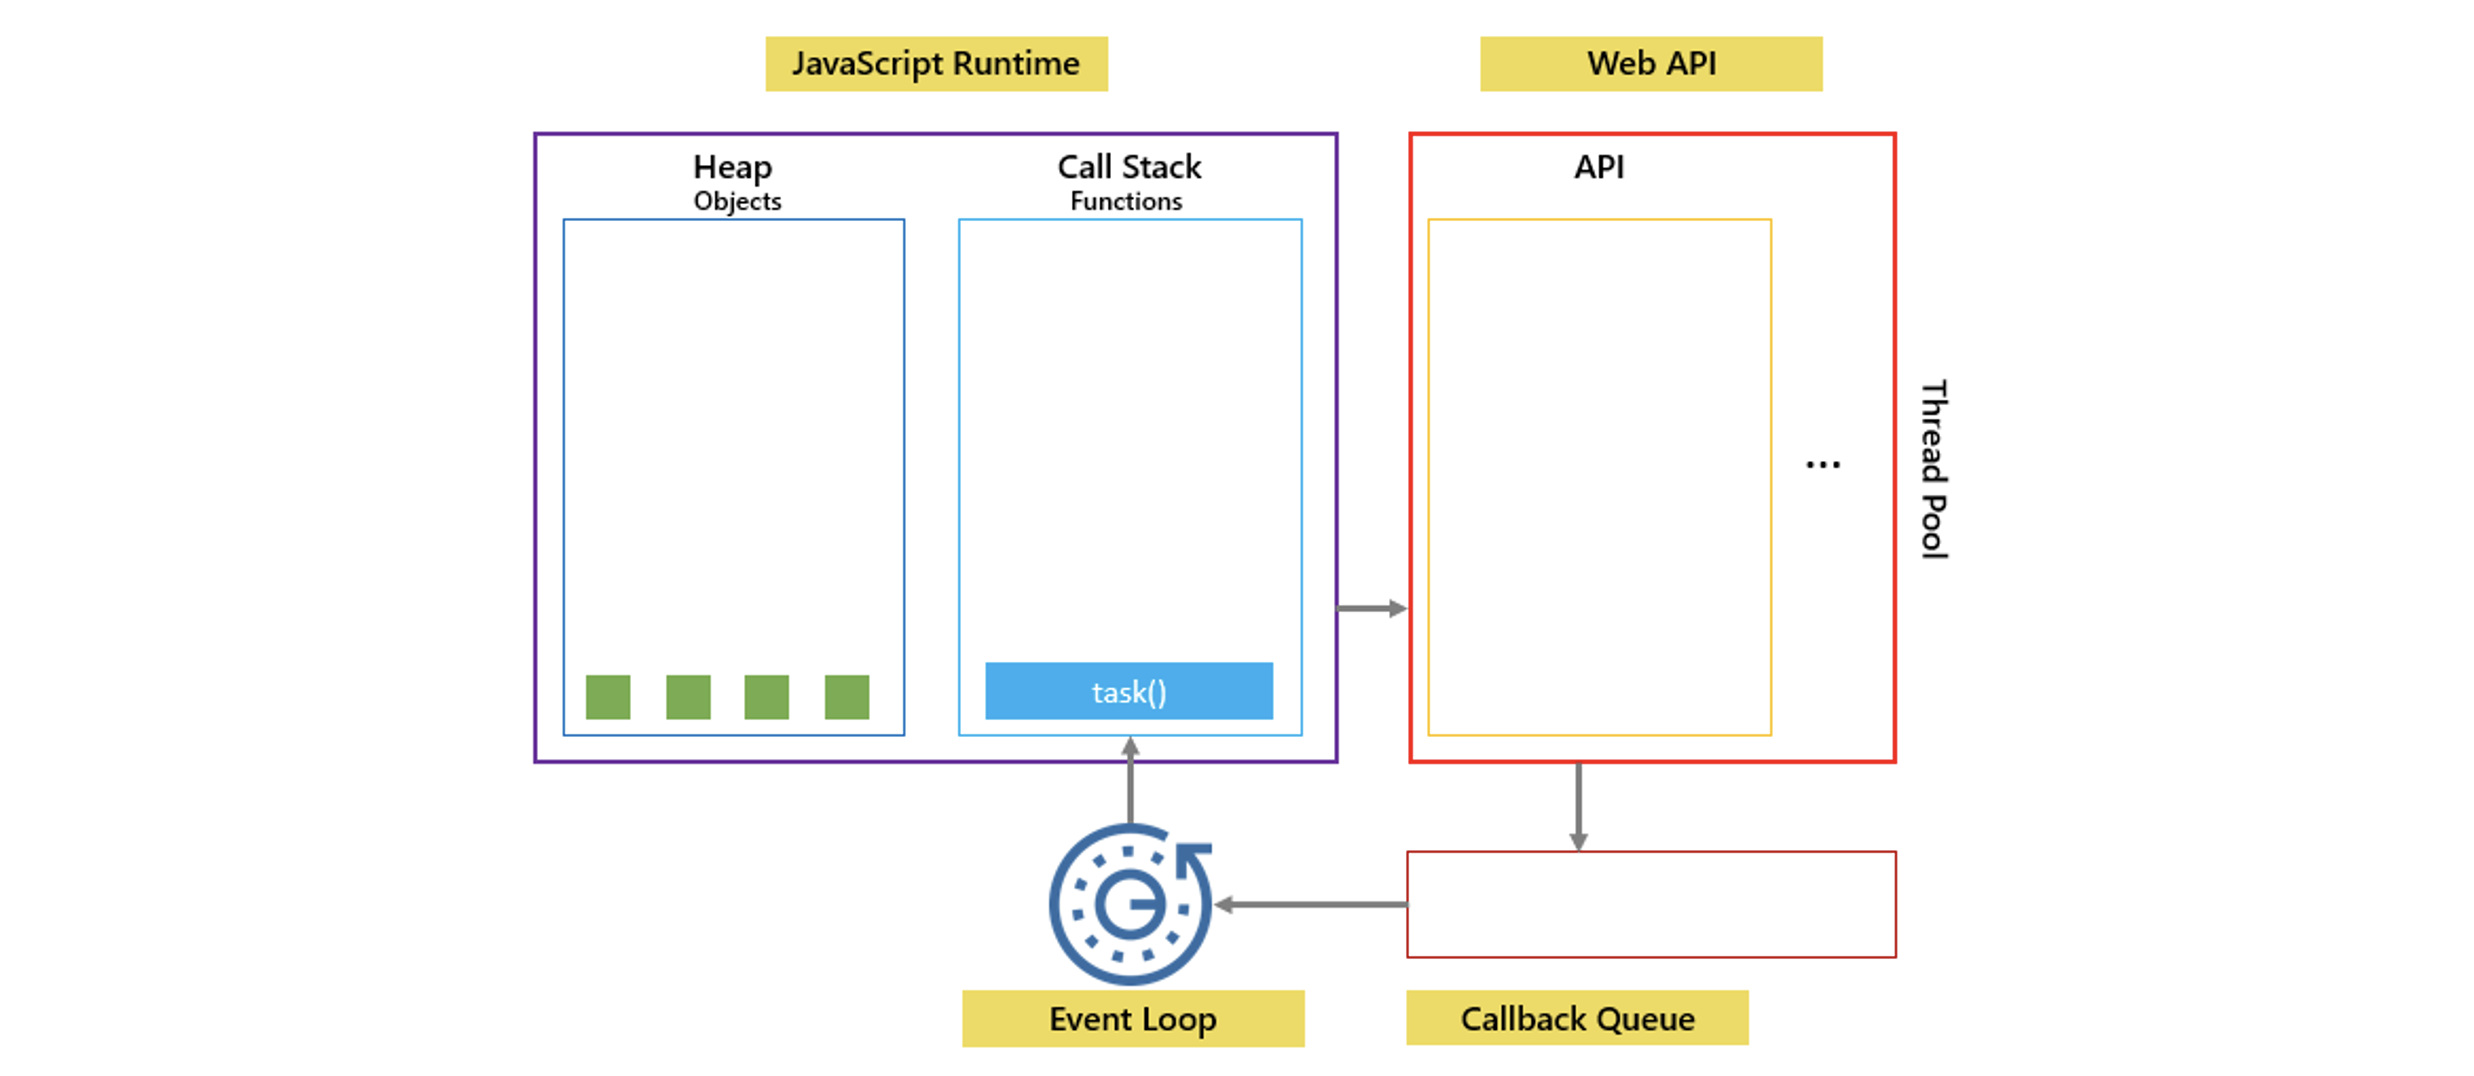 JavaScript Runtime
Web API
Heap
Objects
Call Stack
Functions
API
...
Thread Pool
task()
Event Loop
Callback Queue